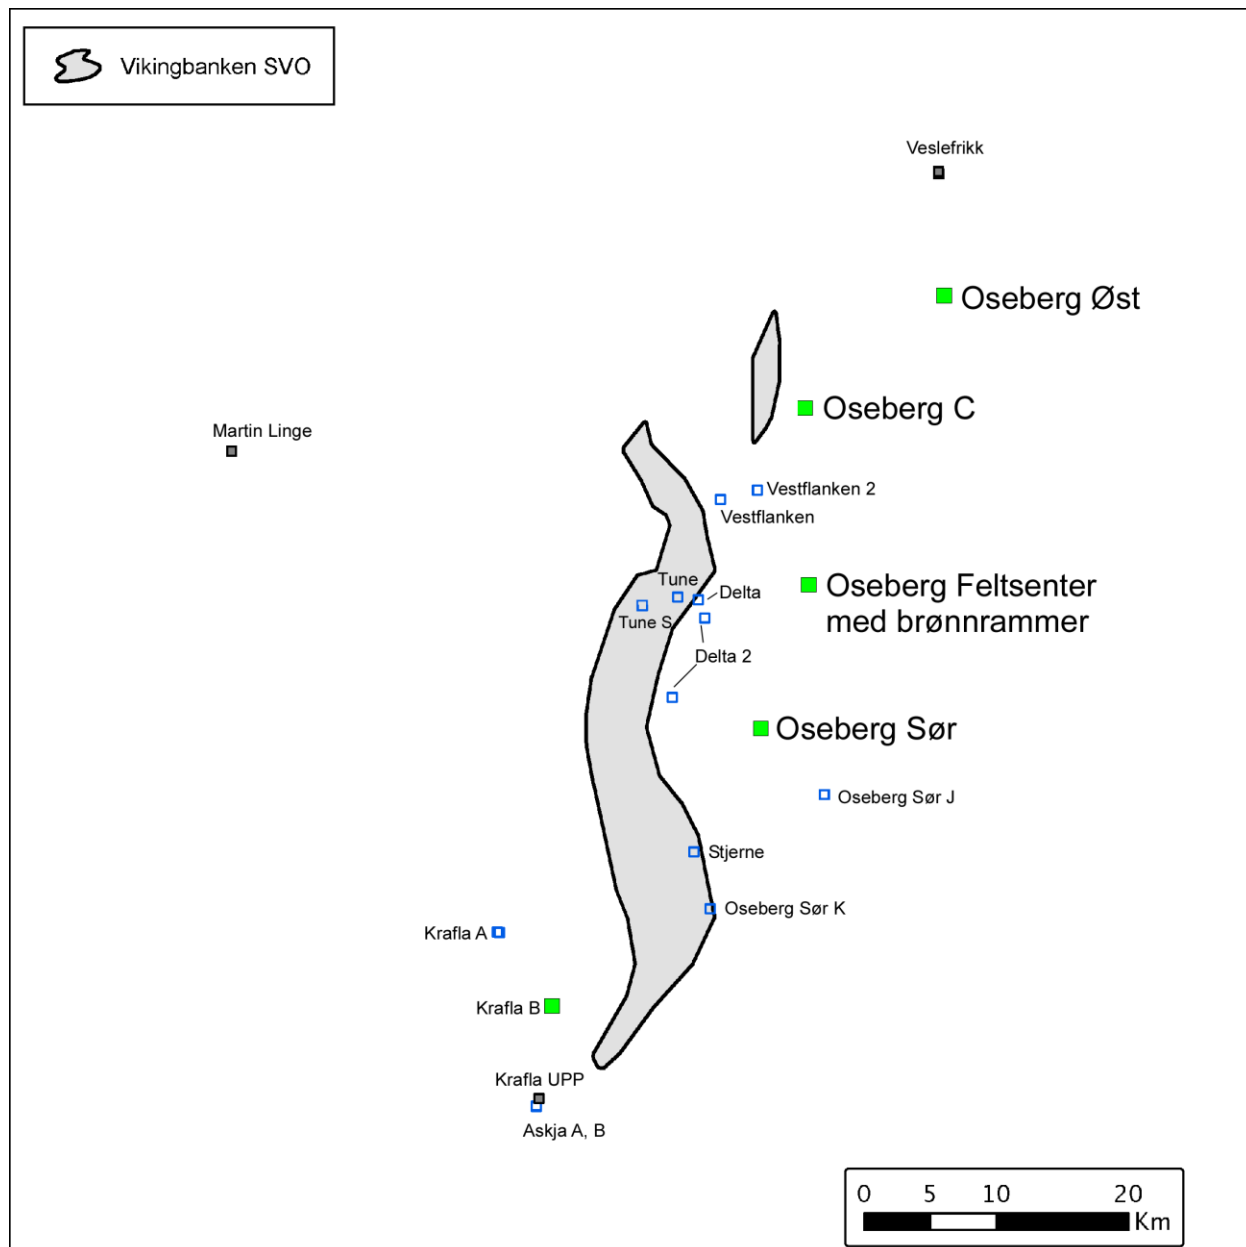 Vikingbanken SVO
Veslefrikk
Oseberg Øst
Oseberg C
Martin Linge
Vestflanken 2
Vestflanken
Tune
Delta
Oseberg Feltsenter
med brønnrammer
Tune S
Delta 2
Oseberg Sør
Oseberg Sør J
Stjerne
Oseberg Sør K
Krafla A
Krafla B
Krafla UPP
Askja A, B
0 5 10 20
Km